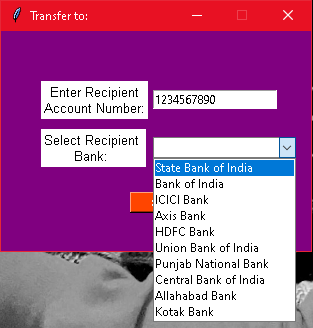 Transfer to:
Enter Recipient
Account Number:
1234567890
Select Recipient
Bank:
State Bank of India
Bank of India
ICICI Bank
Axis Bank
HDFC Bank
Union Bank of India
Punjab National Bank
Central Bank of India
Allahabad Bank
Kotak Bank